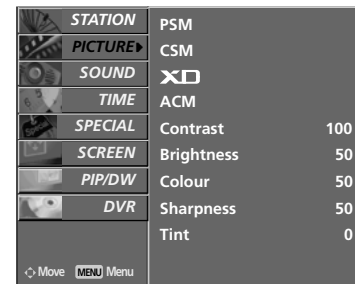 STATION
PICTURE
SOUND
TIME
SPECIAL
SCREEN
PIP/DW
DVR
Move MENU Menu
PSM
CSM
XD
ACM
Contrast 100
Brightness 50
Colour 50
Sharpness 50
Tint 0